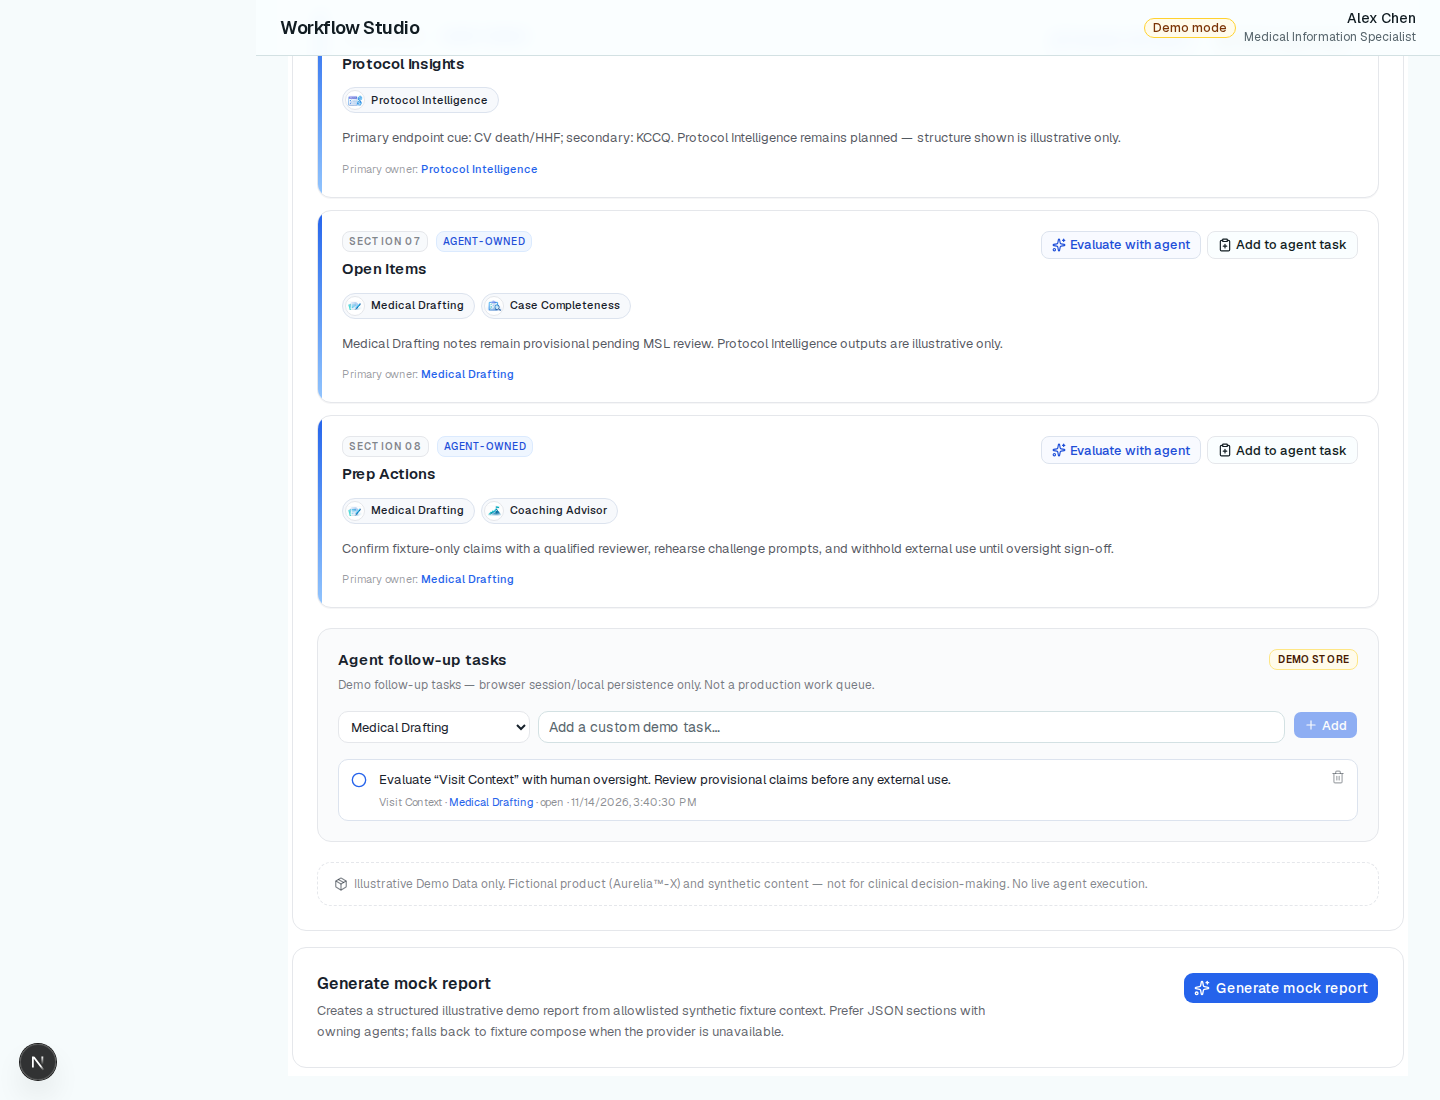 Workflow Studio
Demo mode
Alex Chen
Medical Information Specialist
Protocol Insights
Protocol Intelligence
Primary endpoint cue: CV death/HHF; secondary: KCCQ. Protocol Intelligence remains planned — structure shown is illustrative only.
Primary owner: Protocol Intelligence
SECTION 07
AGENT-OWNED
Evaluate with agent
Add to agent task
Open Items
Medical Drafting
Case Completeness
Medical Drafting notes remain provisional pending MSL review. Protocol Intelligence outputs are illustrative only.
Primary owner: Medical Drafting
SECTION 08
AGENT-OWNED
Evaluate with agent
Add to agent task
Prep Actions
Medical Drafting
Coaching Advisor
Confirm fixture-only claims with a qualified reviewer, rehearse challenge prompts, and withhold external use until oversight sign-off.
Primary owner: Medical Drafting
Agent follow-up tasks
DEMO STORE
Demo follow-up tasks — browser session/local persistence only. Not a production work queue.
Medical Drafting
Add a custom demo task…
Add
Evaluate “Visit Context” with human oversight. Review provisional claims before any external use.
Visit Context · Medical Drafting · open · 11/14/2026, 3:40:30 PM
Illustrative Demo Data only. Fictional product (Aurelia™-X) and synthetic content — not for clinical decision-making. No live agent execution.
Generate mock report
Generate mock report
Creates a structured illustrative demo report from allowlisted synthetic fixture context. Prefer JSON sections with
owning agents; falls back to fixture compose when the provider is unavailable.
N